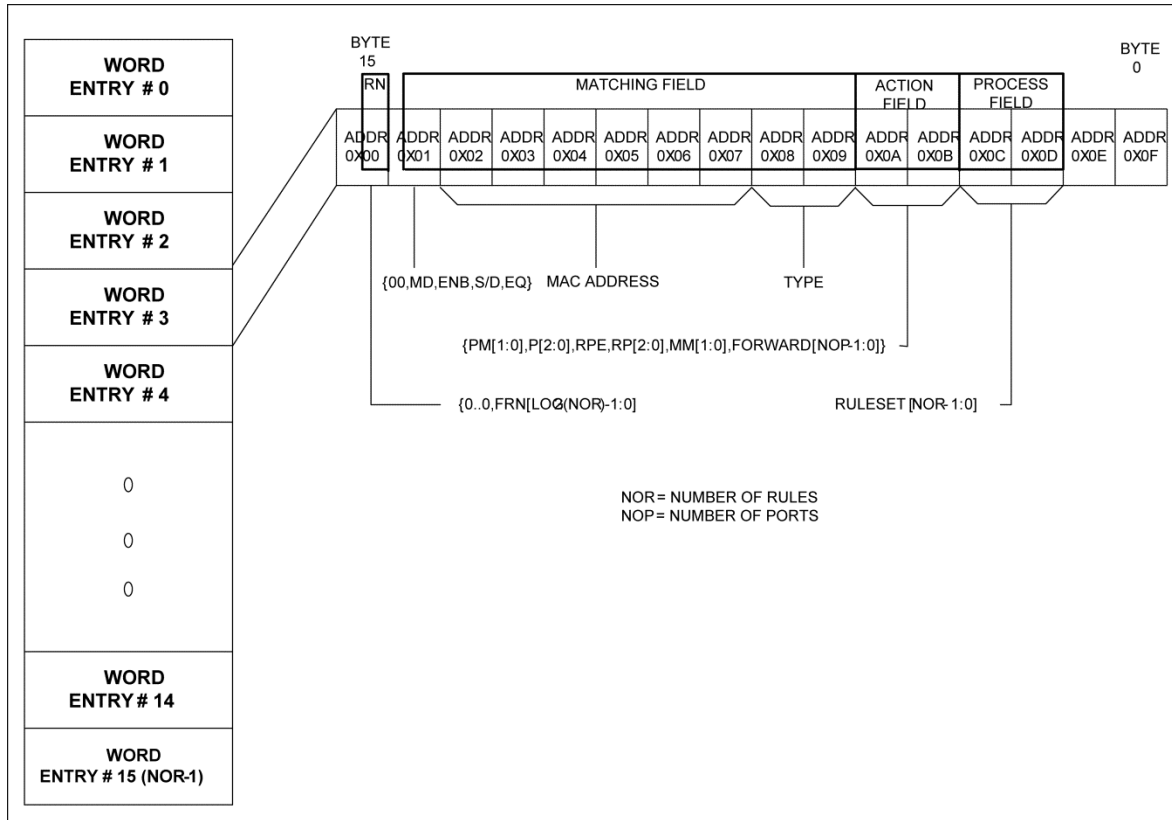 WORD
ENTRY # 0
WORD
ENTRY # 1
WORD
ENTRY # 2
WORD
ENTRY # 3
WORD
ENTRY # 4
0
0
0
WORD
ENTRY # 14
WORD
ENTRY # 15 (NOR-1)
BYTE
15
BYTE
0
RN
MATCHING FIELD
ACTION
FIELD
PROCESS
FIELD
ADDR ADDR ADDR ADDR ADDR ADDR ADDR ADDR ADDR ADDR ADDR ADDR ADDR ADDR ADDR ADDR
0X00 0X01 0X02 0X03 0X04 0X05 0X06 0X07 0X08 0X09 0X0A 0X0B 0X0C 0X0D 0X0E 0X0F
{00,MD,ENB,S/D,EQ} MAC ADDRESS TYPE
{PM[1:0],P[2:0],RPE,RP[2:0],MM[1:0],FORWARD[NOP-1:0]}
{0..0,FRN[LOG2(NOR)-1:0] RULESET [NOR-1:0]
NOR= NUMBER OF RULES
NOP= NUMBER OF PORTS